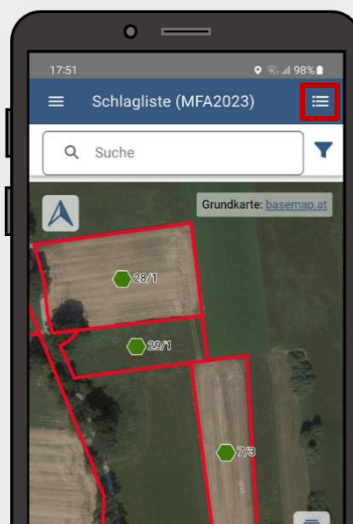 17:51 98%
Schlagliste (MFA2023)
Suche
Grundkarte: basemap.at
28/1
29/1
7/3